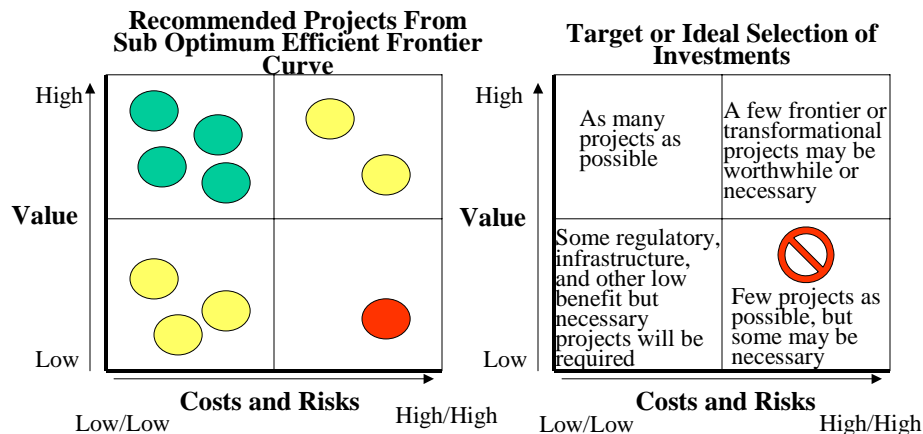 Recommended Projects From
Sub Optimum Efficient Frontier
Curve
High
Value
Low
Costs and Risks
Low/Low
High/High
Target or Ideal Selection of
Investments
High
Value
Low
As many
projects as
possible
A few frontier or
transformational
projects may be
worthwhile or
necessary
Some regulatory,
infrastructure,
and other low
benefit but
necessary
projects will be
required
Few projects as
possible, but
some may be
necessary
Costs and Risks
Low/Low
High/High